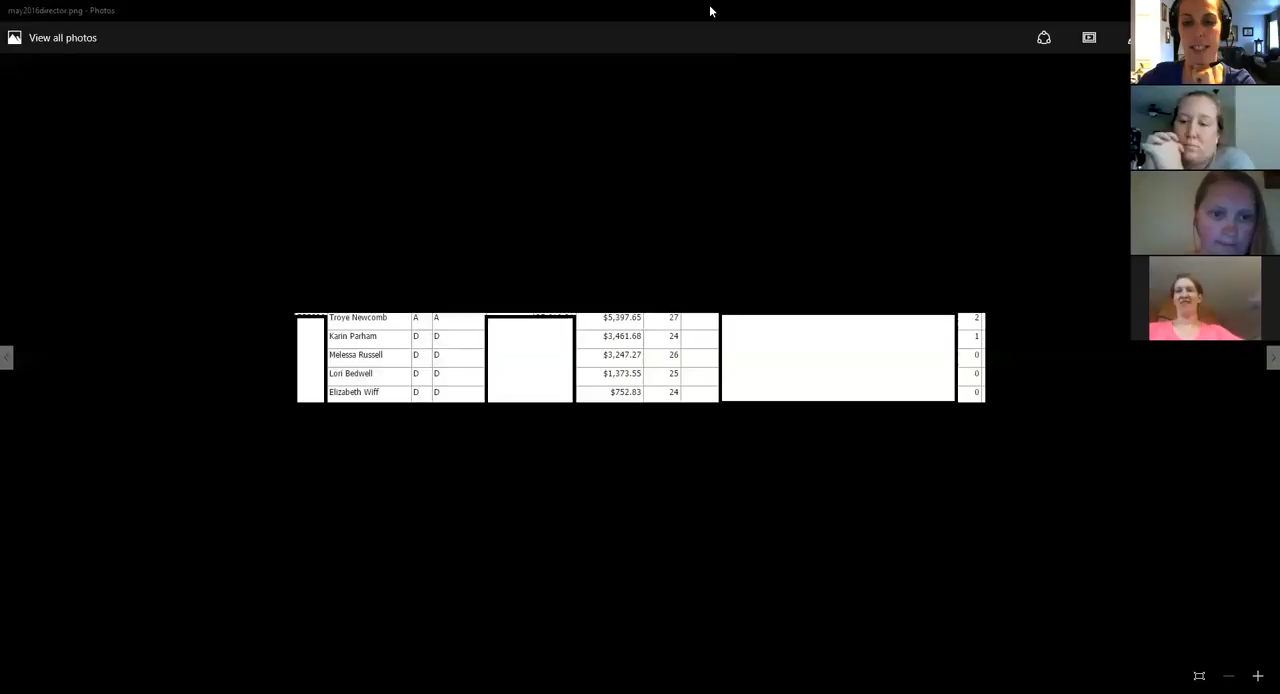 may2016director.png - Photos
View all photos
Troye Newcomb A A $5,397.65 27 2
Karin Parham D D $3,461.68 24 1
Melessa Russell D D $3,247.27 26 0
Lori Bedwell D D $1,373.55 25 0
Elizabeth Wiff D D $752.83 24 0